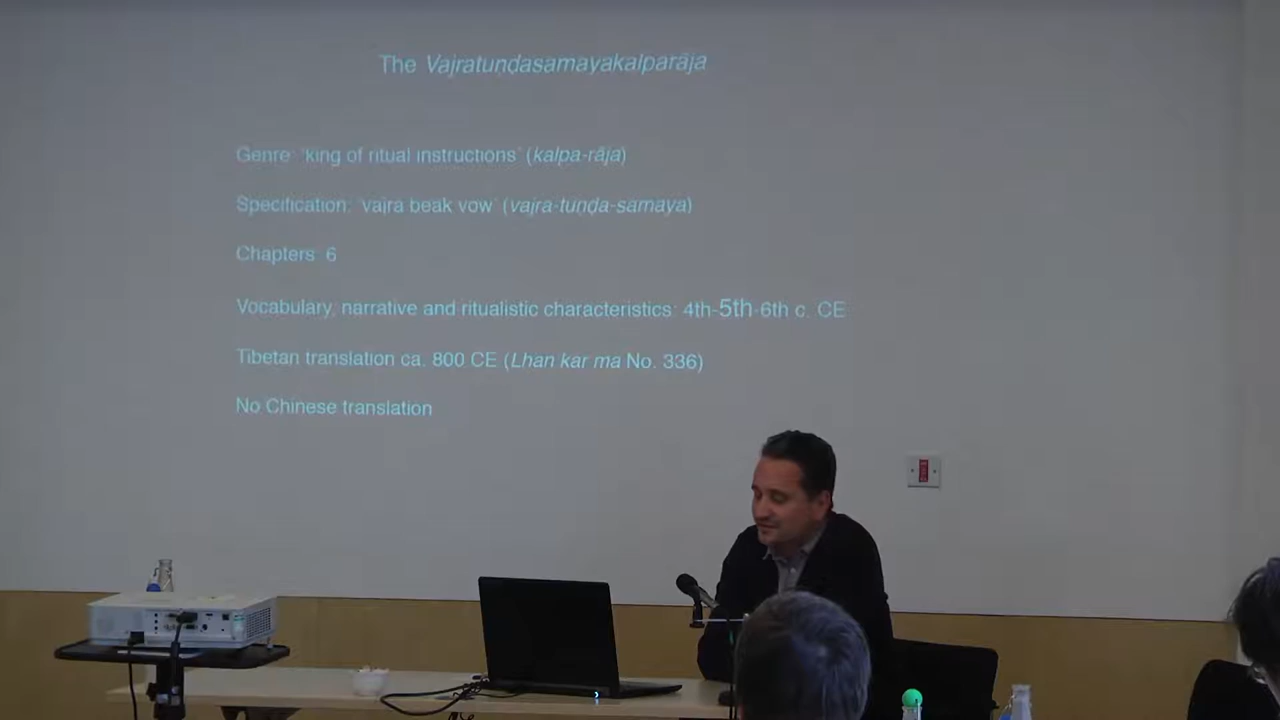 The Vajratuṇḍasamayakalparāja
Genre: 'king of ritual instructions' (kalpa-rāja)
Specification: 'vajra beak vow' (vajra-tuṇḍa-samaya)
Chapters: 6
Vocabulary, narrative and ritualistic characteristics: 4th-5th-6th c. CE
Tibetan translation ca. 800 CE (Lhan kar ma No. 336)
No Chinese translation